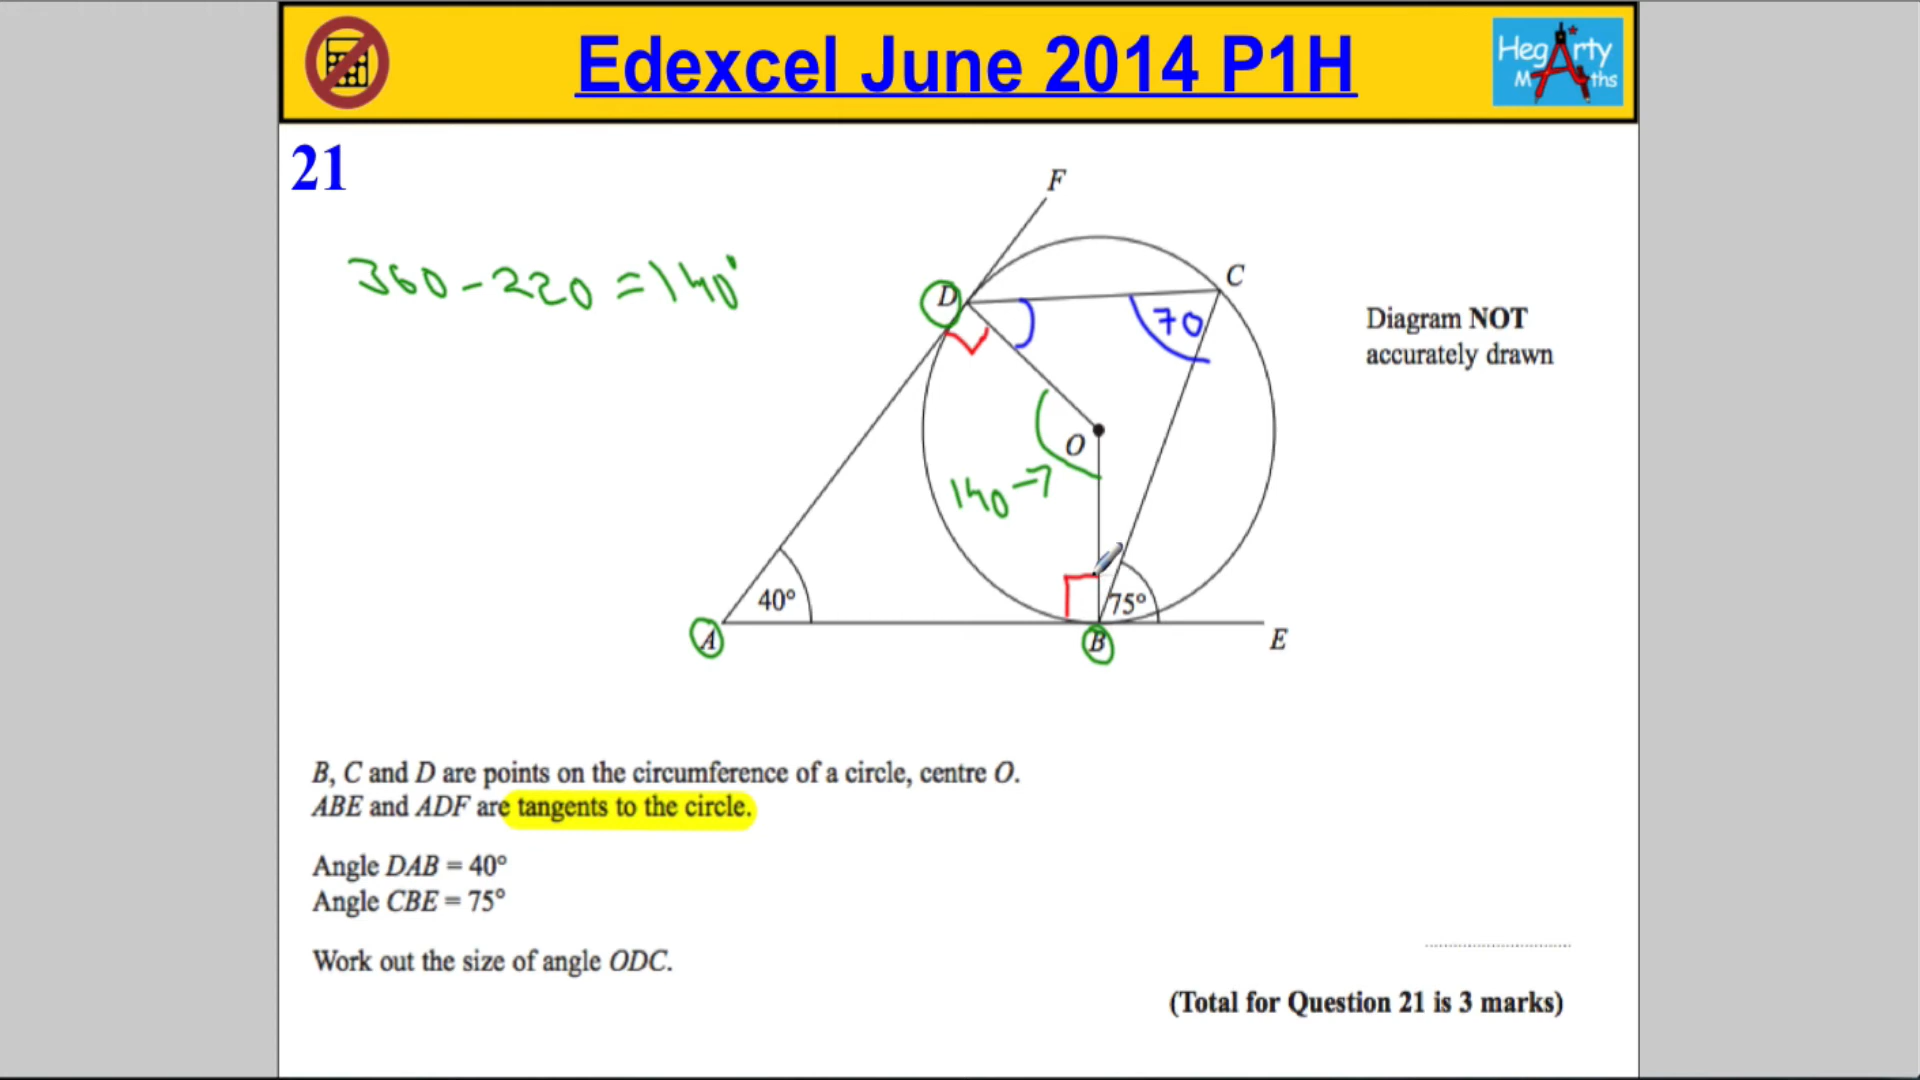 Edexcel June 2014 P1H
Hegarty
Maths
21
F
360-220=140°
D
C
70
Diagram NOT
accurately drawn
O
140→
40°
75°
A
B
E
B, C and D are points on the circumference of a circle, centre O.
ABE and ADF are tangents to the circle.
Angle DAB = 40°
Angle CBE = 75°
Work out the size of angle ODC.
(Total for Question 21 is 3 marks)